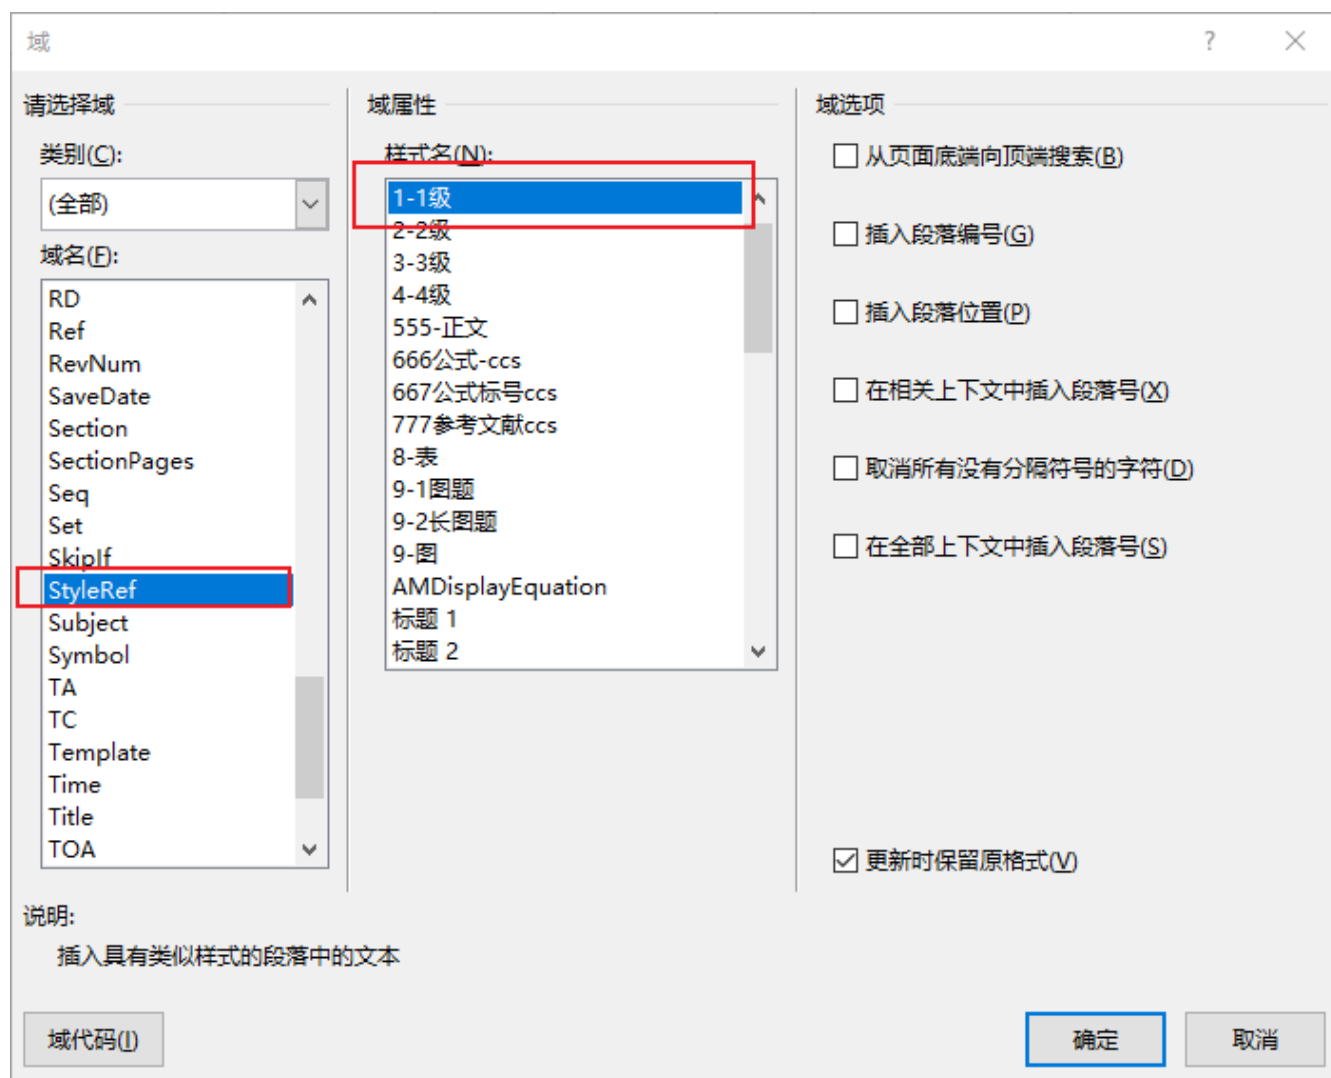 域
?
请选择域
类别(C):
(全部)
域名(F):
RD
Ref
RevNum
SaveDate
Section
SectionPages
Seq
Set
SkipIf
StyleRef
Subject
Symbol
TA
TC
Template
Time
Title
TOA
域属性
样式名(N):
1-1级
2-2级
3-3级
4-4级
555-正文
666公式-ccs
667公式标号ccs
777参考文献ccs
8-表
9-1图题
9-2长图题
9-图
AMDisplayEquation
标题 1
标题 2
域选项
从页面底端向顶端搜索(B)
插入段落编号(G)
插入段落位置(P)
在相关上下文中插入段落号(X)
取消所有没有分隔符号的字符(D)
在全部上下文中插入段落号(S)
更新时保留原格式(V)
说明:
插入具有类似样式的段落中的文本
域代码(I)
确定
取消